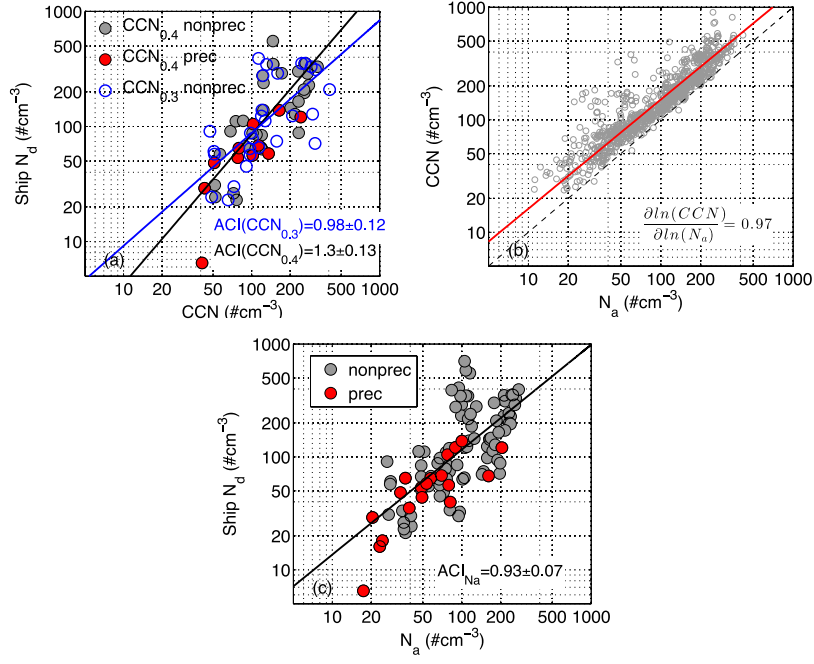 1000
500
200
100
50
20
10
Ship N_d (#cm⁻³)
CCN_0.4 nonprec
CCN_0.4 prec
CCN_0.3 nonprec
ACI(CCN_0.3)=0.98±0.12
ACI(CCN_0.4)=1.3±0.13
(a)
10 20 50 100 200 500 1000
CCN (#cm⁻³)
1000
500
200
100
50
20
10
CCN (#cm⁻³)
∂ln(CCN)
∂ln(N_a) = 0.97
(b)
10 20 50 100 200 500 1000
N_a (#cm⁻³)
1000
500
200
100
50
20
10
Ship N_d (#cm⁻³)
nonprec
prec
ACI_Na=0.93±0.07
(c)
10 20 50 100 200 500 1000
N_a (#cm⁻³)